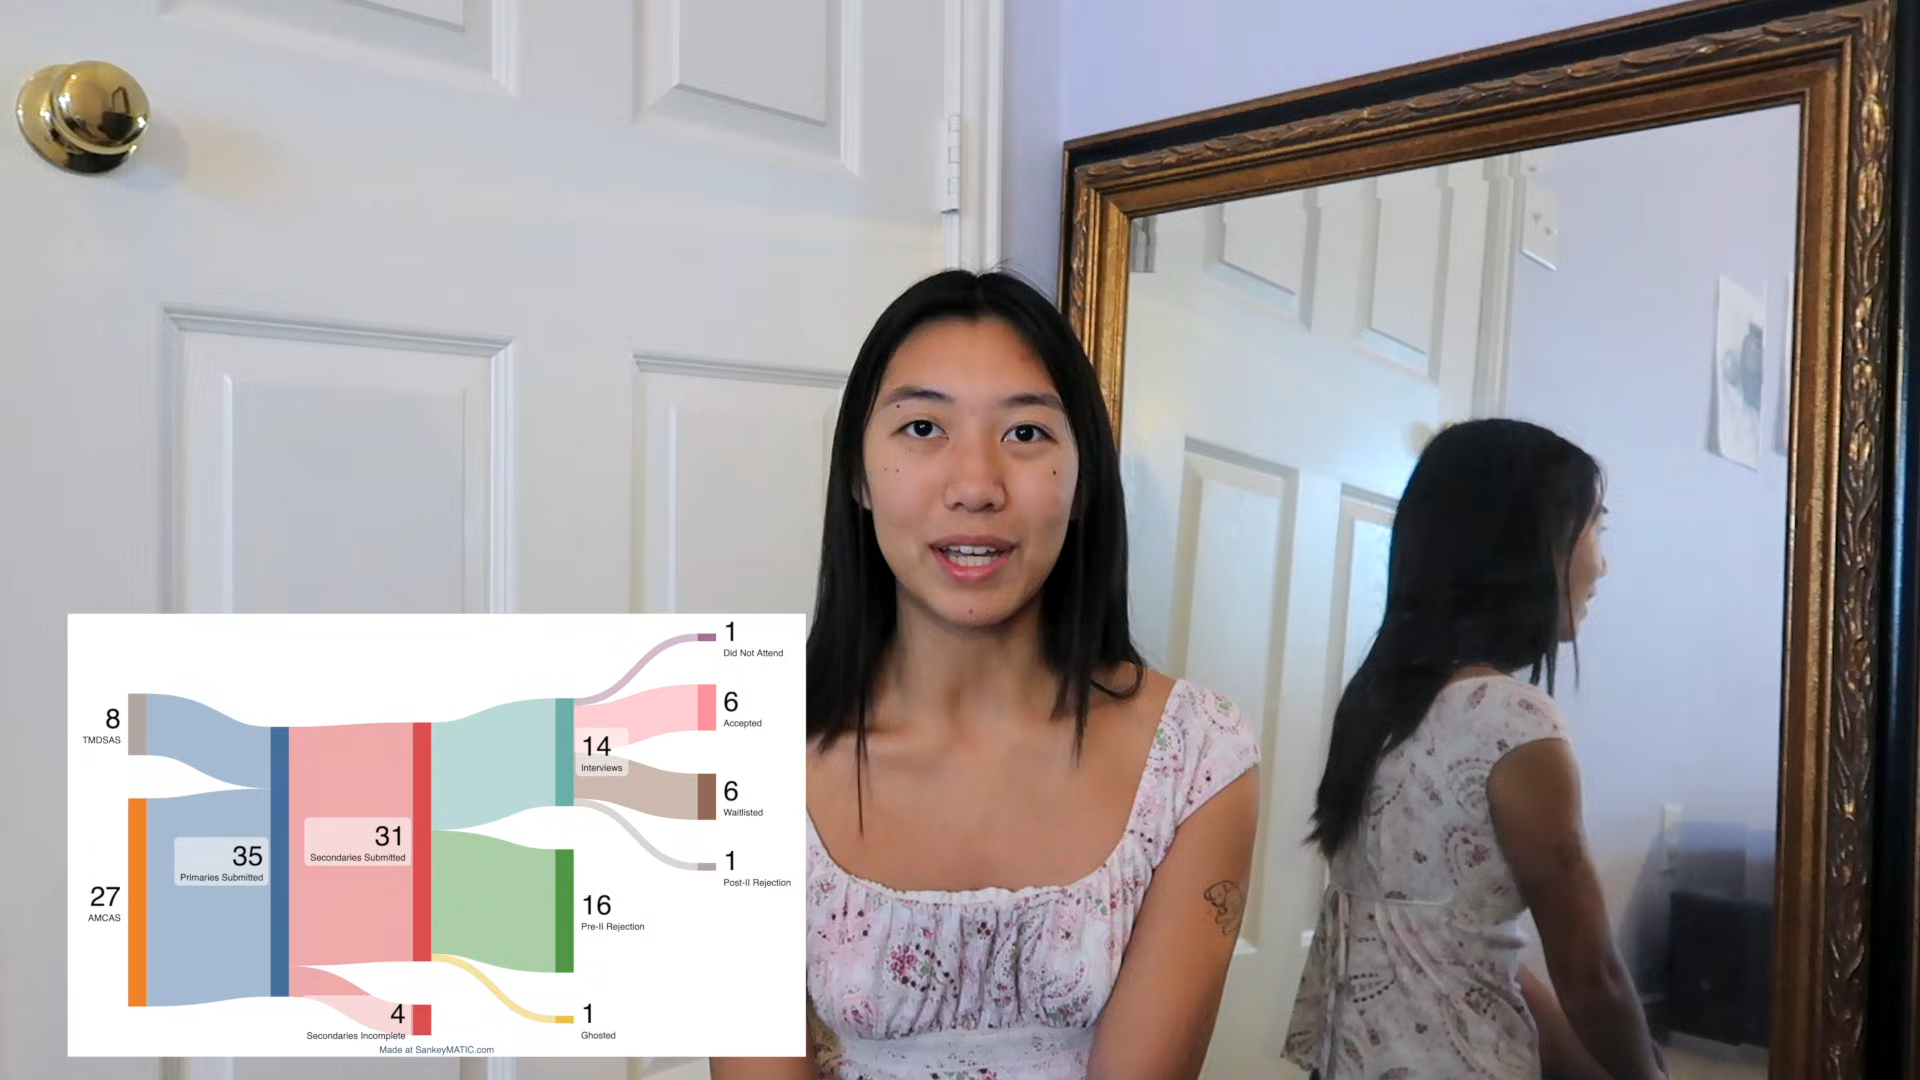 1
Did Not Attend
8
TMDSAS
6
Accepted
14
Interviews
6
Waitlisted
35
Primaries Submitted
31
Secondaries Submitted
1
Post-II Rejection
27
AMCAS
16
Pre-II Rejection
4
Secondaries Incomplete
1
Ghosted
Made at SankeyMATIC.com